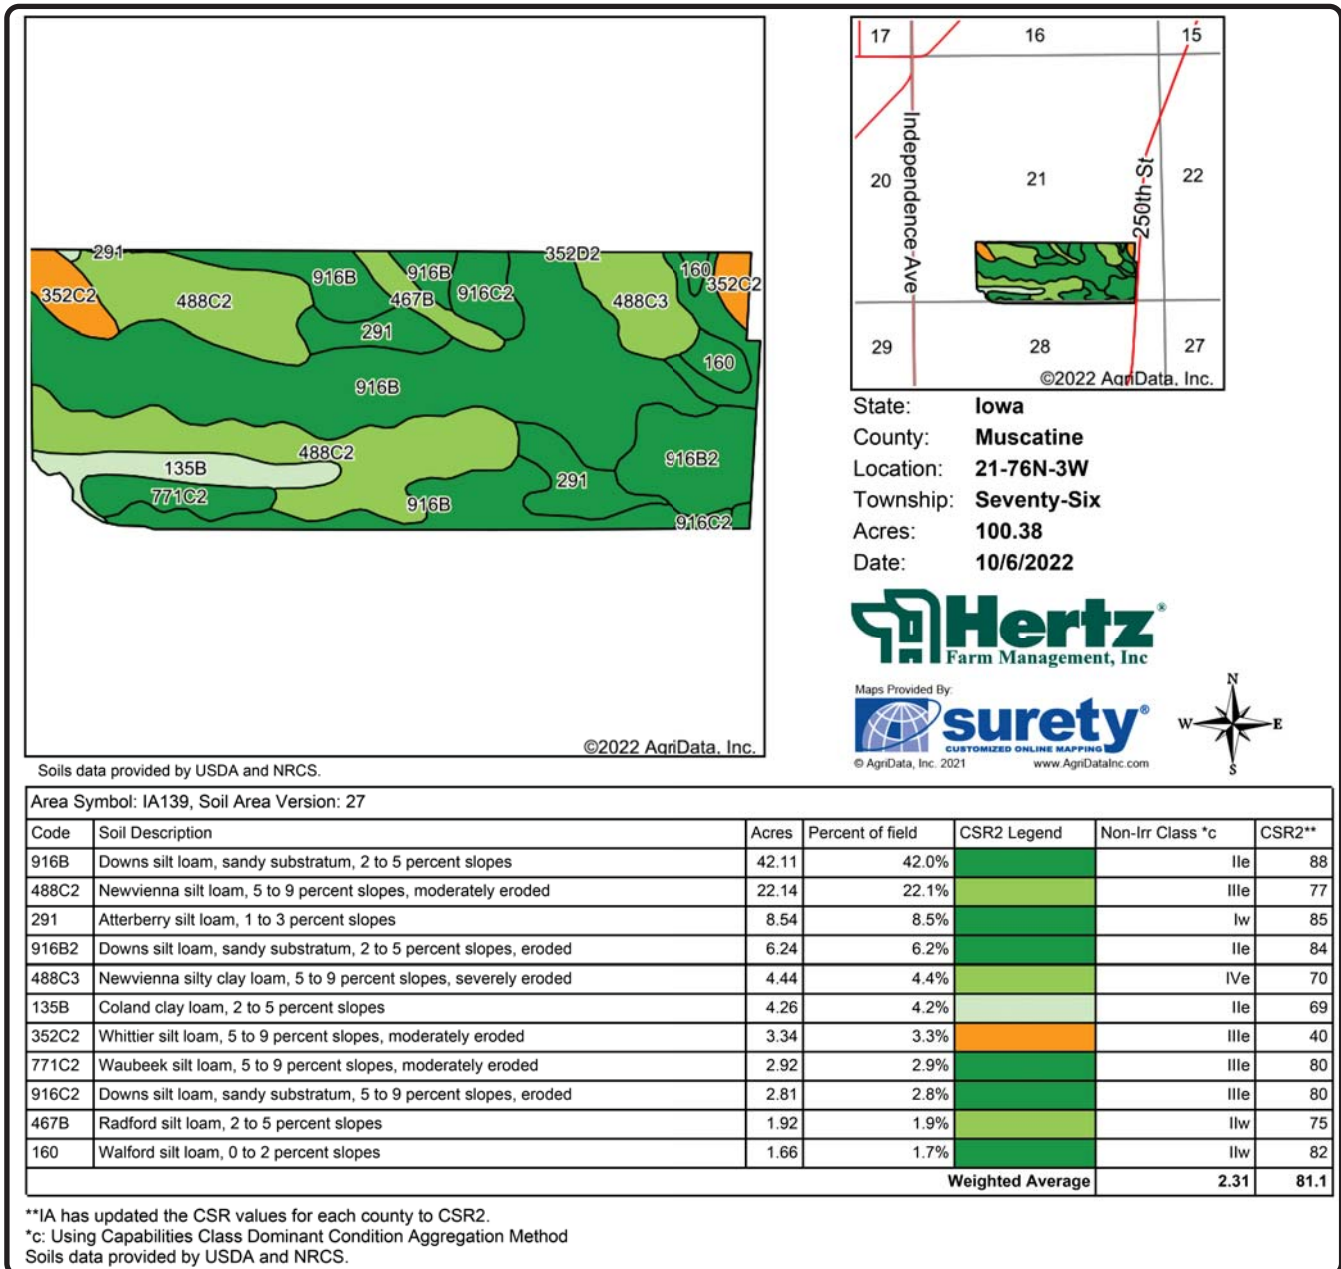 291
352D2
916B
916B
160
352C2
488C2
467B
916C2
488C3
352C2
291
160
916B
488C2
916B2
135B
291
771C2
916B
916C2
©2022 AgriData, Inc.
Soils data provided by USDA and NRCS.
17
16
15
Independence Ave
250th St
20
21
22
29
28
27
©2022 AgriData, Inc.
State: Iowa
County: Muscatine
Location: 21-76N-3W
Township: Seventy-Six
Acres: 100.38
Date: 10/6/2022
Hertz®
Farm Management, Inc
Maps Provided By:
surety®
CUSTOMIZED ONLINE MAPPING
© AgriData, Inc. 2021 www.AgriDataInc.com
N
W E
S
Area Symbol: IA139, Soil Area Version: 27
Code Soil Description Acres Percent of field CSR2 Legend Non-Irr Class *c CSR2**
916B Downs silt loam, sandy substratum, 2 to 5 percent slopes 42.11 42.0% IIe 88
488C2 Newvienna silt loam, 5 to 9 percent slopes, moderately eroded 22.14 22.1% IIIe 77
291 Atterberry silt loam, 1 to 3 percent slopes 8.54 8.5% Iw 85
916B2 Downs silt loam, sandy substratum, 2 to 5 percent slopes, eroded 6.24 6.2% IIe 84
488C3 Newvienna silty clay loam, 5 to 9 percent slopes, severely eroded 4.44 4.4% IVe 70
135B Coland clay loam, 2 to 5 percent slopes 4.26 4.2% IIe 69
352C2 Whittier silt loam, 5 to 9 percent slopes, moderately eroded 3.34 3.3% IIIe 40
771C2 Waubeek silt loam, 5 to 9 percent slopes, moderately eroded 2.92 2.9% IIIe 80
916C2 Downs silt loam, sandy substratum, 5 to 9 percent slopes, eroded 2.81 2.8% IIIe 80
467B Radford silt loam, 2 to 5 percent slopes 1.92 1.9% IIw 75
160 Walford silt loam, 0 to 2 percent slopes 1.66 1.7% IIw 82
Weighted Average 2.31 81.1
**IA has updated the CSR values for each county to CSR2.
*c: Using Capabilities Class Dominant Condition Aggregation Method
Soils data provided by USDA and NRCS.